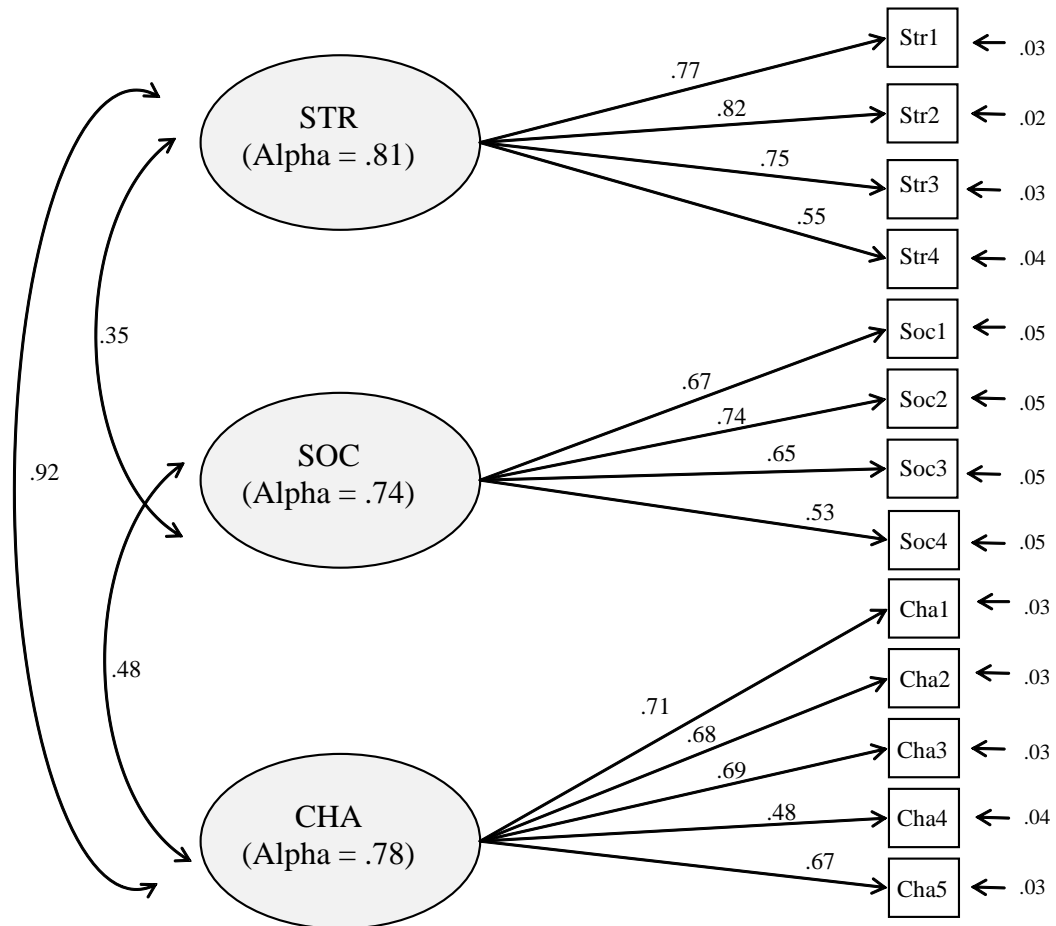 STR
(Alpha = .81)
.77
.82
.75
.55
Str1
.03
Str2
.02
Str3
.03
Str4
.04
.35
.92
.48
SOC
(Alpha = .74)
.67
.74
.65
.53
Soc1
.05
Soc2
.05
Soc3
.05
Soc4
.05
CHA
(Alpha = .78)
.71
.68
.69
.48
.67
Cha1
.03
Cha2
.03
Cha3
.03
Cha4
.04
Cha5
.03